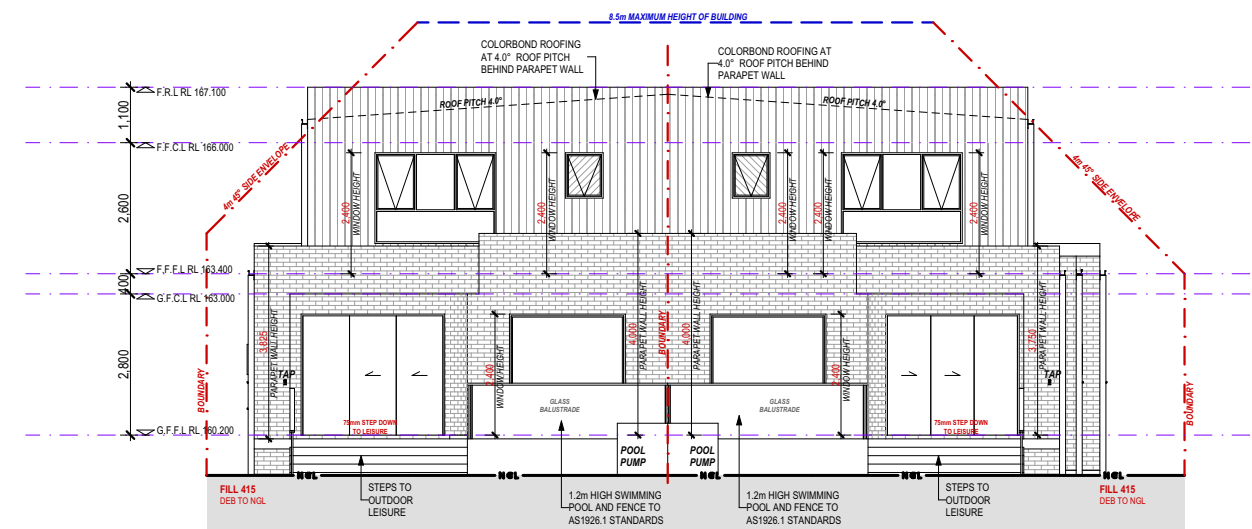 8.5m MAXIMUM HEIGHT OF BUILDING
COLORBOND ROOFING
AT 4.0° ROOF PITCH
BEHIND PARAPET WALL
COLORBOND ROOFING AT
4.0° ROOF PITCH BEHIND
PARAPET WALL
F.R.L RL 167.100
ROOF PITCH 4.0°
ROOF PITCH 4.0°
1,100
F.F.C.L RL 166.000
4m 45° SIDE ENVELOPE
4m 45° SIDE ENVELOPE
2,600
2,400
WINDOW HEIGHT
2,400
WINDOW HEIGHT
2,400
WINDOW HEIGHT
2,400
WINDOW HEIGHT
2,400
WINDOW HEIGHT
F.F.F.L RL 163.400
400
G.F.C.L RL 163.000
2,800
3,825
PARAPET WALL HEIGHT
2,400
WINDOW HEIGHT
4,000
PARAPET WALL HEIGHT
BOUNDARY
4,000
PARAPET WALL HEIGHT
2,400
WINDOW HEIGHT
3,750
PARAPET WALL HEIGHT
TAP
TAP
BOUNDARY
BOUNDARY
GLASS
BALUSTRADE
GLASS
BALUSTRADE
75mm STEP DOWN
TO LEISURE
75mm STEP DOWN
TO LEISURE
G.F.F.L RL 160.200
POOL
PUMP
POOL
PUMP
NGL
NGL
NGL
NGL
NGL
FILL 415
DEB TO NGL
STEPS TO
OUTDOOR
LEISURE
1.2m HIGH SWIMMING
POOL AND FENCE TO
AS1926.1 STANDARDS
1.2m HIGH SWIMMING
POOL AND FENCE TO
AS1926.1 STANDARDS
STEPS TO
OUTDOOR
LEISURE
FILL 415
DEB TO NGL